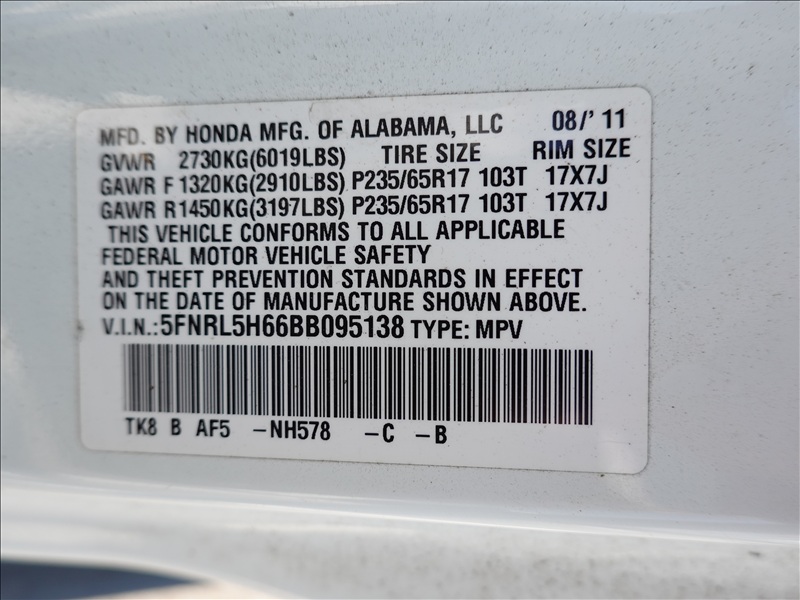 MFD. BY HONDA MFG. OF ALABAMA, LLC 08/'11
GVWR 2730KG(6019LBS) TIRE SIZE RIM SIZE
GAWR F 1320KG(2910LBS) P235/65R17 103T 17X7J
GAWR R1450KG(3197LBS) P235/65R17 103T 17X7J
THIS VEHICLE CONFORMS TO ALL APPLICABLE
FEDERAL MOTOR VEHICLE SAFETY
AND THEFT PREVENTION STANDARDS IN EFFECT
ON THE DATE OF MANUFACTURE SHOWN ABOVE.
V.I.N.:5FNRL5H66BB095138 TYPE: MPV
TK8 B AF5 -NH578 -C -B